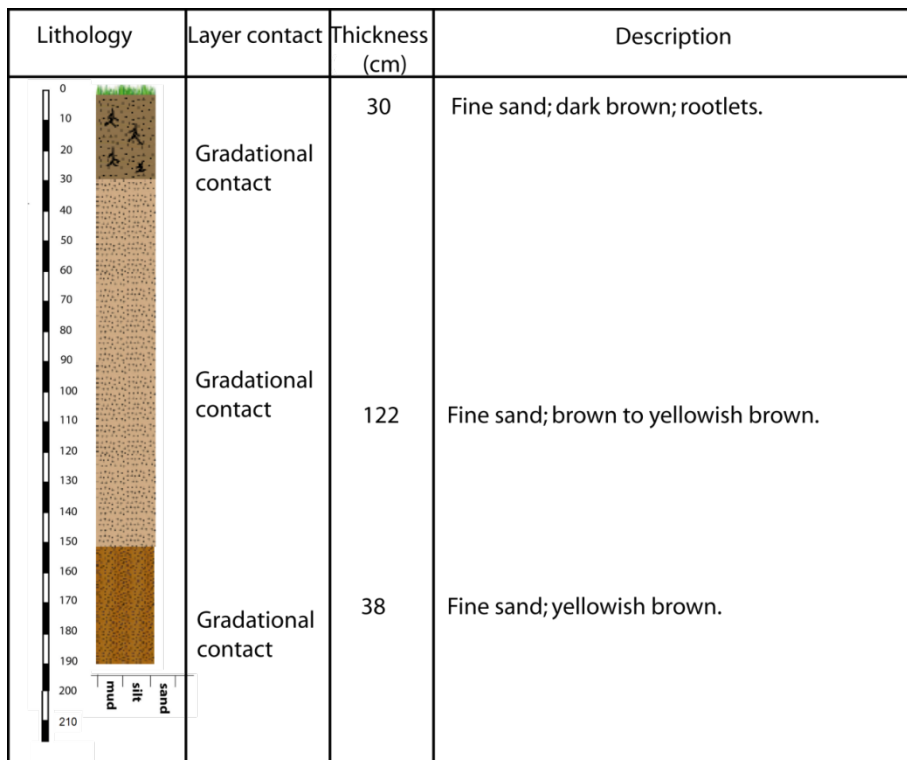 Lithology
Layer contact
Thickness
(cm)
Description
0
10
20
30
40
50
60
70
80
90
100
110
120
130
140
150
160
170
180
190
200
210
mud
silt
sand
Gradational
contact
30
Fine sand; dark brown; rootlets.
Gradational
contact
122
Fine sand; brown to yellowish brown.
Gradational
contact
38
Fine sand; yellowish brown.